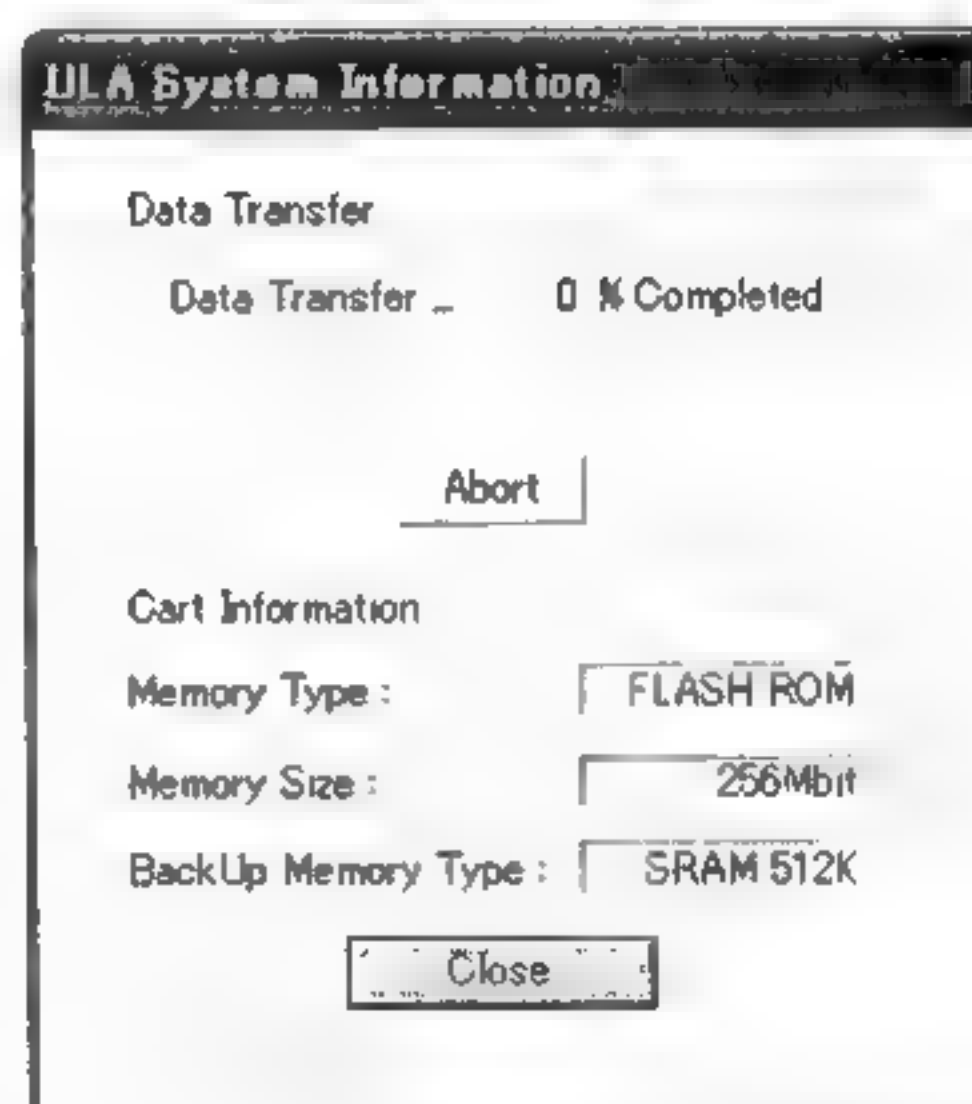 ULA System Information
Data Transfer
Data Transfer _ 0 % Completed
Abort
Cart Information
Memory Type : FLASH ROM
Memory Size : 256Mbit
BackUp Memory Type : SRAM 512K
Close